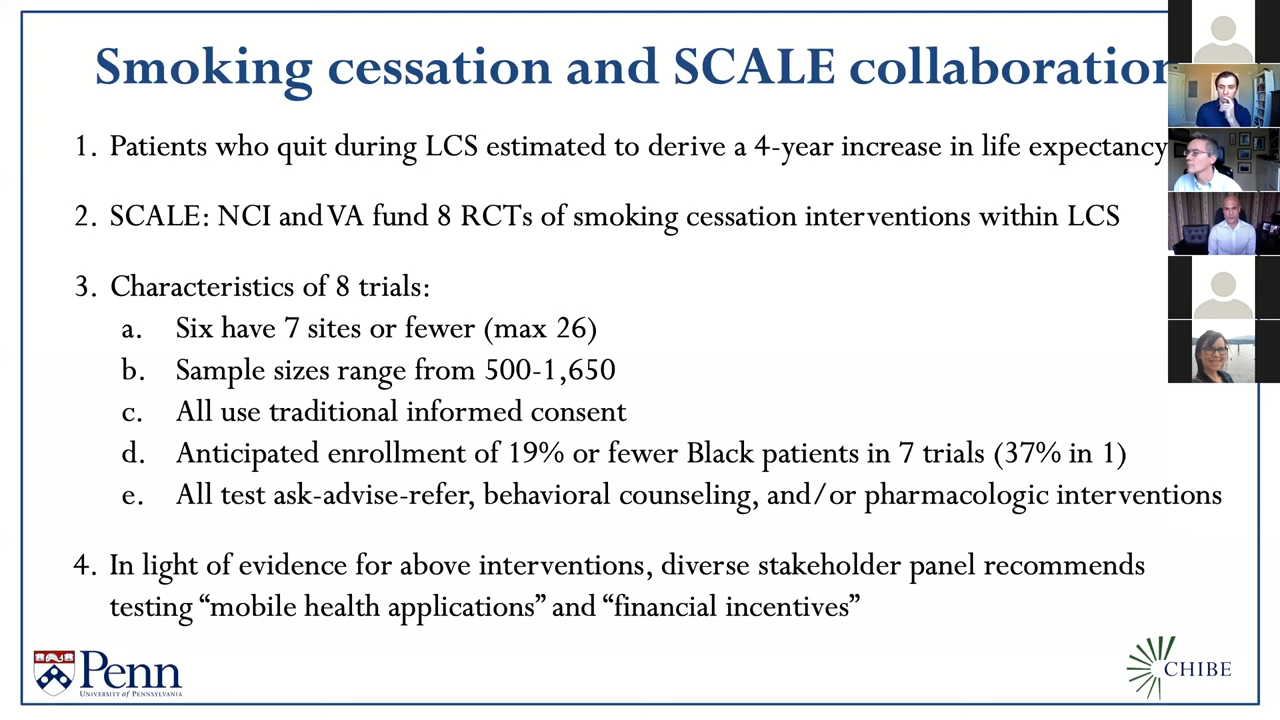 Smoking cessation and SCALE collaboration
1. Patients who quit during LCS estimated to derive a 4-year increase in life expectancy
2. SCALE: NCI and VA fund 8 RCTs of smoking cessation interventions within LCS
3. Characteristics of 8 trials:
a. Six have 7 sites or fewer (max 26)
b. Sample sizes range from 500-1,650
c. All use traditional informed consent
d. Anticipated enrollment of 19% or fewer Black patients in 7 trials (37% in 1)
e. All test ask-advise-refer, behavioral counseling, and/or pharmacologic interventions
4. In light of evidence for above interventions, diverse stakeholder panel recommends
testing “mobile health applications” and “financial incentives”
Penn
UNIVERSITY of PENNSYLVANIA
CHIBE